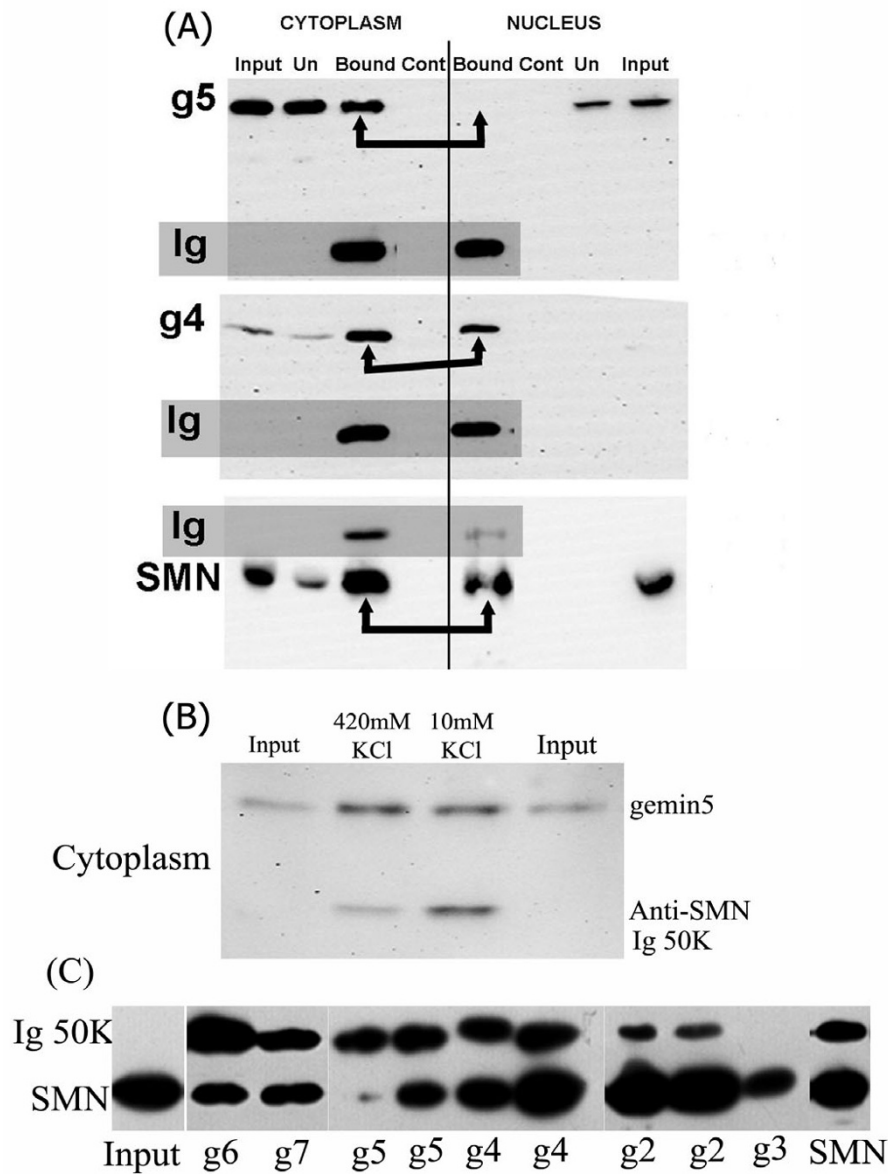 (A)
CYTOPLASM NUCLEUS
Input Un Bound Cont Bound Cont Un Input
g5
Ig
g4
Ig
Ig
SMN
(B)
Input 420mM KCl 10mM KCl Input
gemin5
Cytoplasm
Anti-SMN
Ig 50K
(C)
Ig 50K
SMN
Input g6 g7 g5 g5 g4 g4 g2 g2 g3 SMN